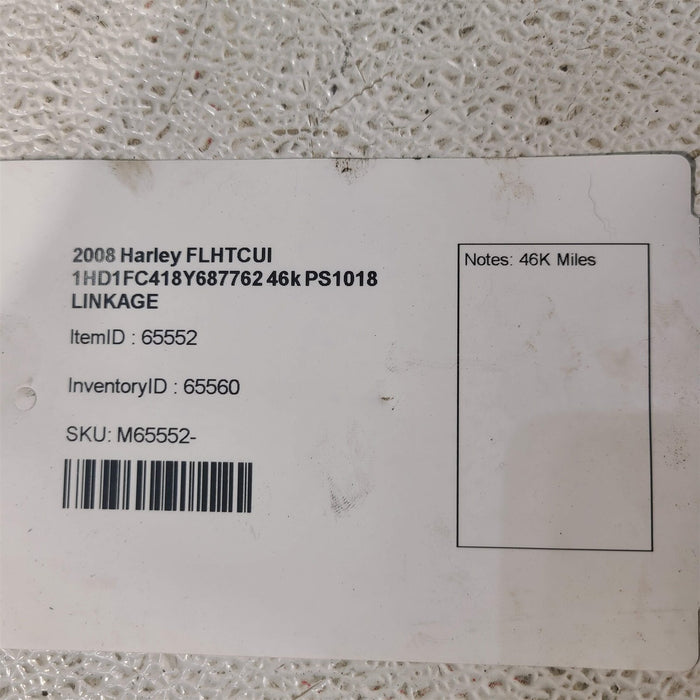 2008 Harley FLHTCUI
1HD1FC418Y687762 46k PS1018
LINKAGE
ItemID : 65552
InventoryID : 65560
SKU: M65552-
Notes: 46K Miles